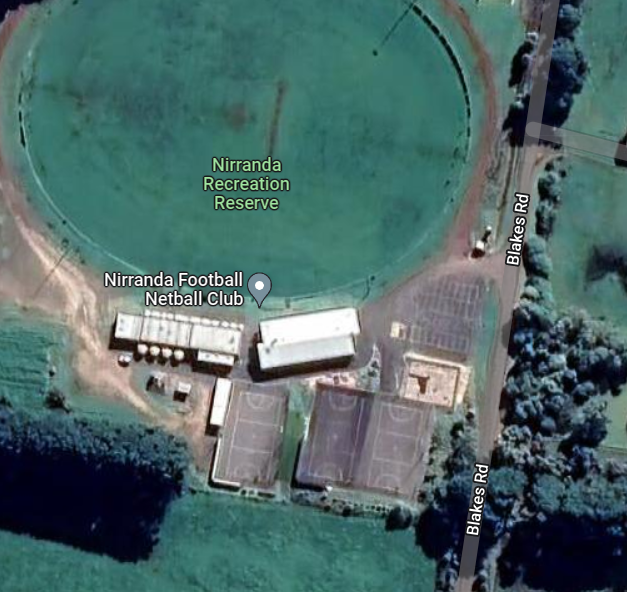 Nirranda
Recreation
Reserve
Blakes Rd
Nirranda Football
Netball Club
Blakes Rd